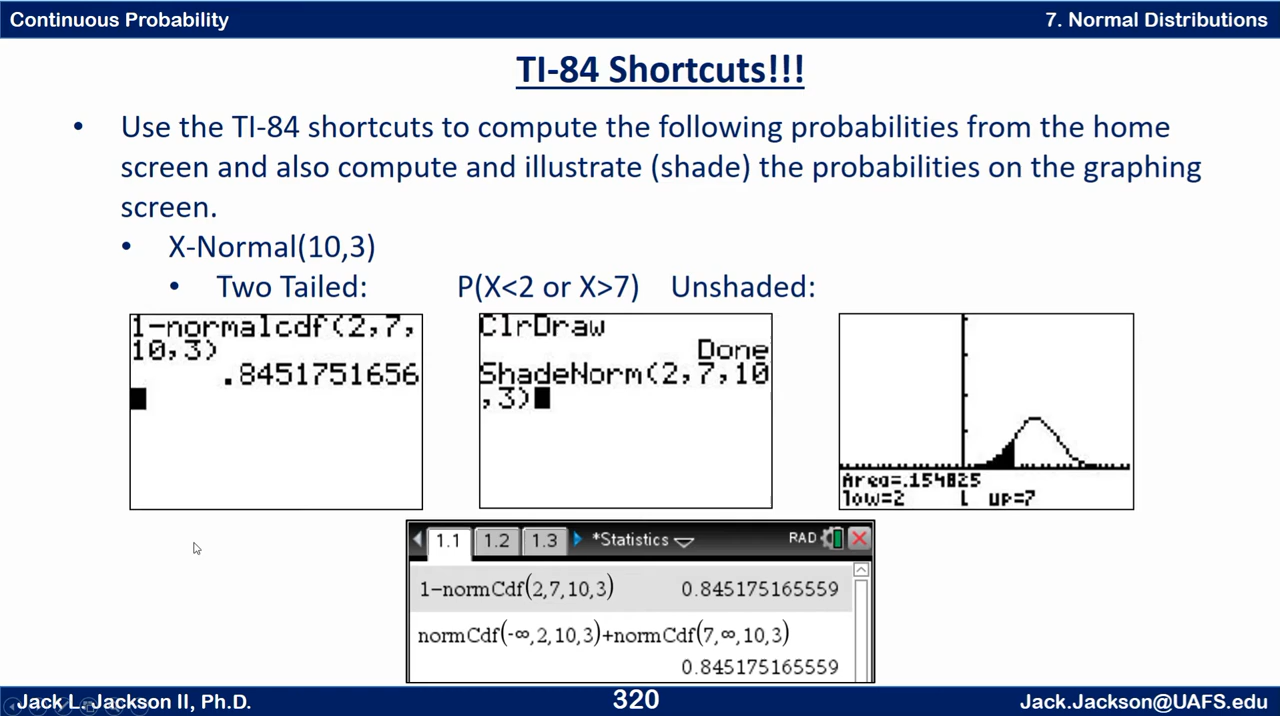 Continuous Probability
7. Normal Distributions
TI-84 Shortcuts!!!
• Use the TI-84 shortcuts to compute the following probabilities from the home
screen and also compute and illustrate (shade) the probabilities on the graphing
screen.
• X-Normal(10,3)
• Two Tailed: P(X<2 or X>7) Unshaded:
1-normalcdf(2,7,
10,3)
.8451751656
ClrDraw
Done
ShadeNorm(2,7,10
,3)
Area=.154825
low=2 up=7
1.1 1.2 1.3 *Statistics RAD
1-normCdf(2,7,10,3) 0.845175165559
normCdf(-∞,2,10,3)+normCdf(7,∞,10,3)
0.845175165559
Jack L. Jackson II, Ph.D.
320
Jack.Jackson@UAFS.edu